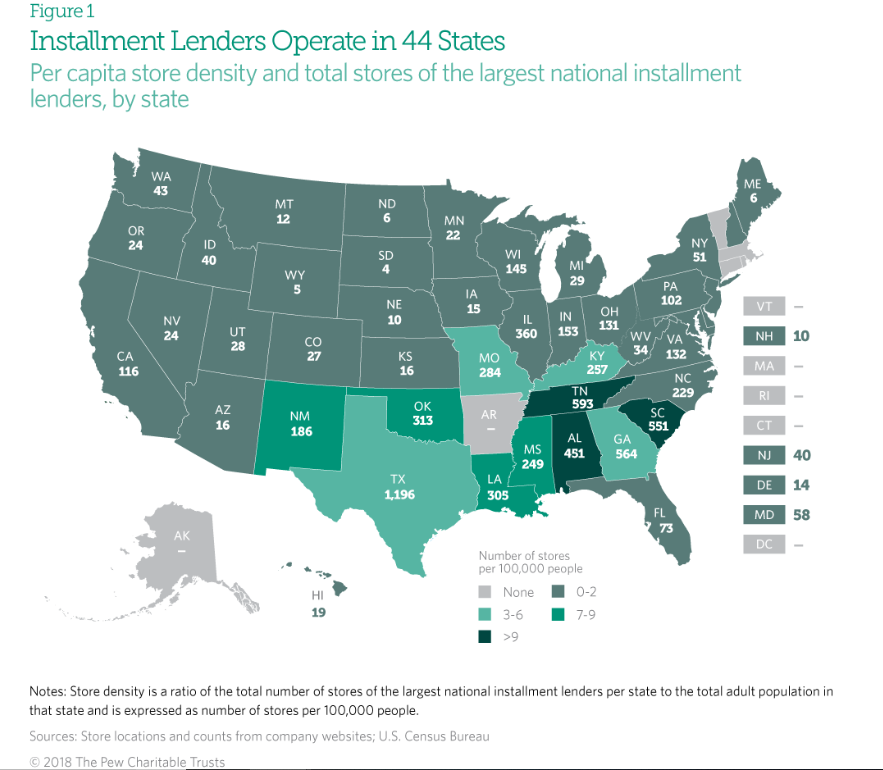 Figure 1
Installment Lenders Operate in 44 States
Per capita store density and total stores of the largest national installment
lenders, by state
WA
43
OR
24
ID
40
MT
12
WY
5
NV
24
UT
28
CO
27
CA
116
AZ
16
NM
186
ND
6
SD
4
NE
10
KS
16
OK
313
TX
1,196
MN
22
IA
15
MO
284
AR
–
LA
305
WI
145
IL
360
MI
29
IN
153
OH
131
KY
257
TN
593
MS
249
AL
451
GA
564
FL
73
SC
551
NC
229
WV
34
VA
132
PA
102
NY
51
ME
6
VT –
NH 10
MA –
RI –
CT –
NJ 40
DE 14
MD 58
DC –
AK
–
HI
19
Number of stores
per 100,000 people
None 0-2
3-6 7-9
>9
Notes: Store density is a ratio of the total number of stores of the largest national installment lenders per state to the total adult population in
that state and is expressed as number of stores per 100,000 people.
Sources: Store locations and counts from company websites; U.S. Census Bureau
© 2018 The Pew Charitable Trusts